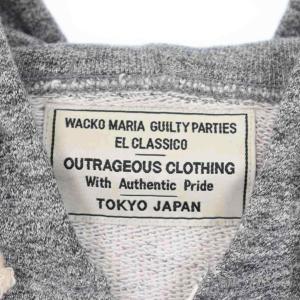 WACKO MARIA GUILTY PARTIES
EL CLASSICO
OUTRAGEOUS CLOTHING
With Authentic Pride
TOKYO JAPAN